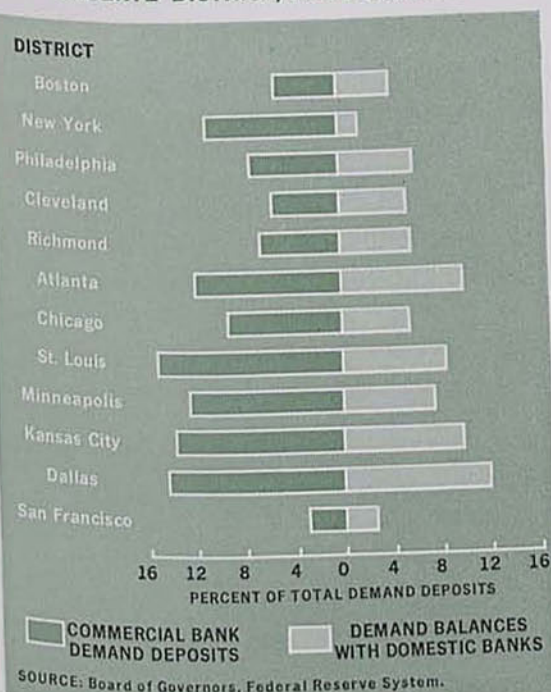 DISTRICT
Boston
New York
Philadelphia
Cleveland
Richmond
Atlanta
Chicago
St. Louis
Minneapolis
Kansas City
Dallas
San Francisco
16 12 8 4 0 4 8 12 16
PERCENT OF TOTAL DEMAND DEPOSITS
COMMERCIAL BANK
DEMAND DEPOSITS
DEMAND BALANCES
WITH DOMESTIC BANKS
SOURCE: Board of Governors, Federal Reserve System.